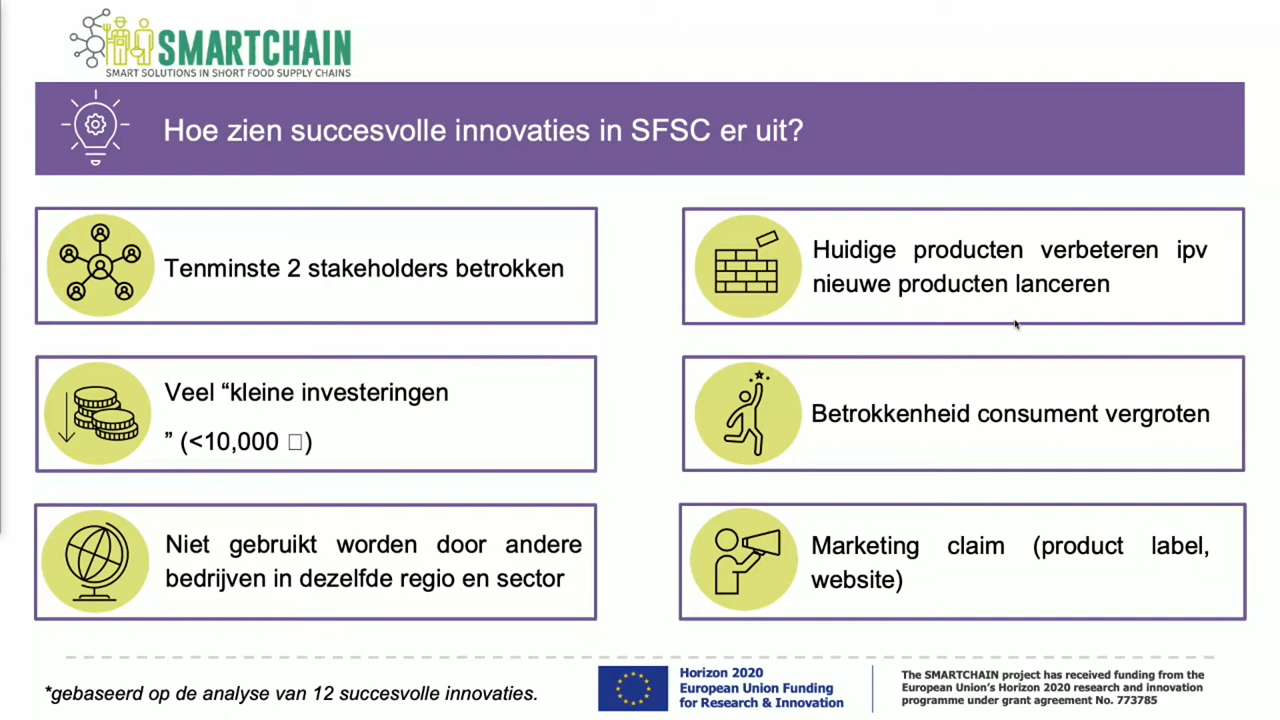 SMARTCHAIN
SMART SOLUTIONS IN SHORT FOOD SUPPLY CHAINS
Hoe zien succesvolle innovaties in SFSC er uit?
Tenminste 2 stakeholders betrokken
Huidige producten verbeteren ipv
nieuwe producten lanceren
Veel “kleine investeringen
” (<10,000 □)
Betrokkenheid consument vergroten
Niet gebruikt worden door andere
bedrijven in dezelfde regio en sector
Marketing claim (product label,
website)
*gebaseerd op de analyse van 12 succesvolle innovaties.
Horizon 2020
European Union Funding
for Research & Innovation
The SMARTCHAIN project has received funding from the
European Union’s Horizon 2020 research and innovation
programme under grant agreement No. 773785